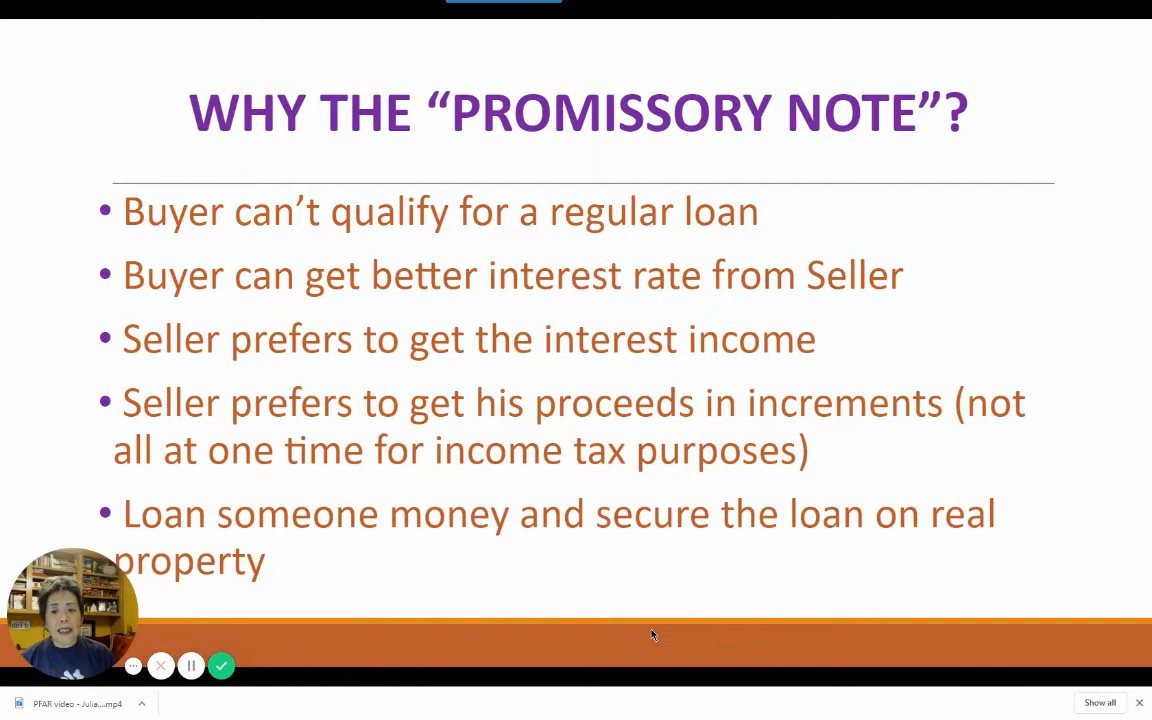 WHY THE “PROMISSORY NOTE”?
• Buyer can’t qualify for a regular loan
• Buyer can get better interest rate from Seller
• Seller prefers to get the interest income
• Seller prefers to get his proceeds in increments (not
all at one time for income tax purposes)
• Loan someone money and secure the loan on real
property
PFAR video - Julia....mp4
Show all